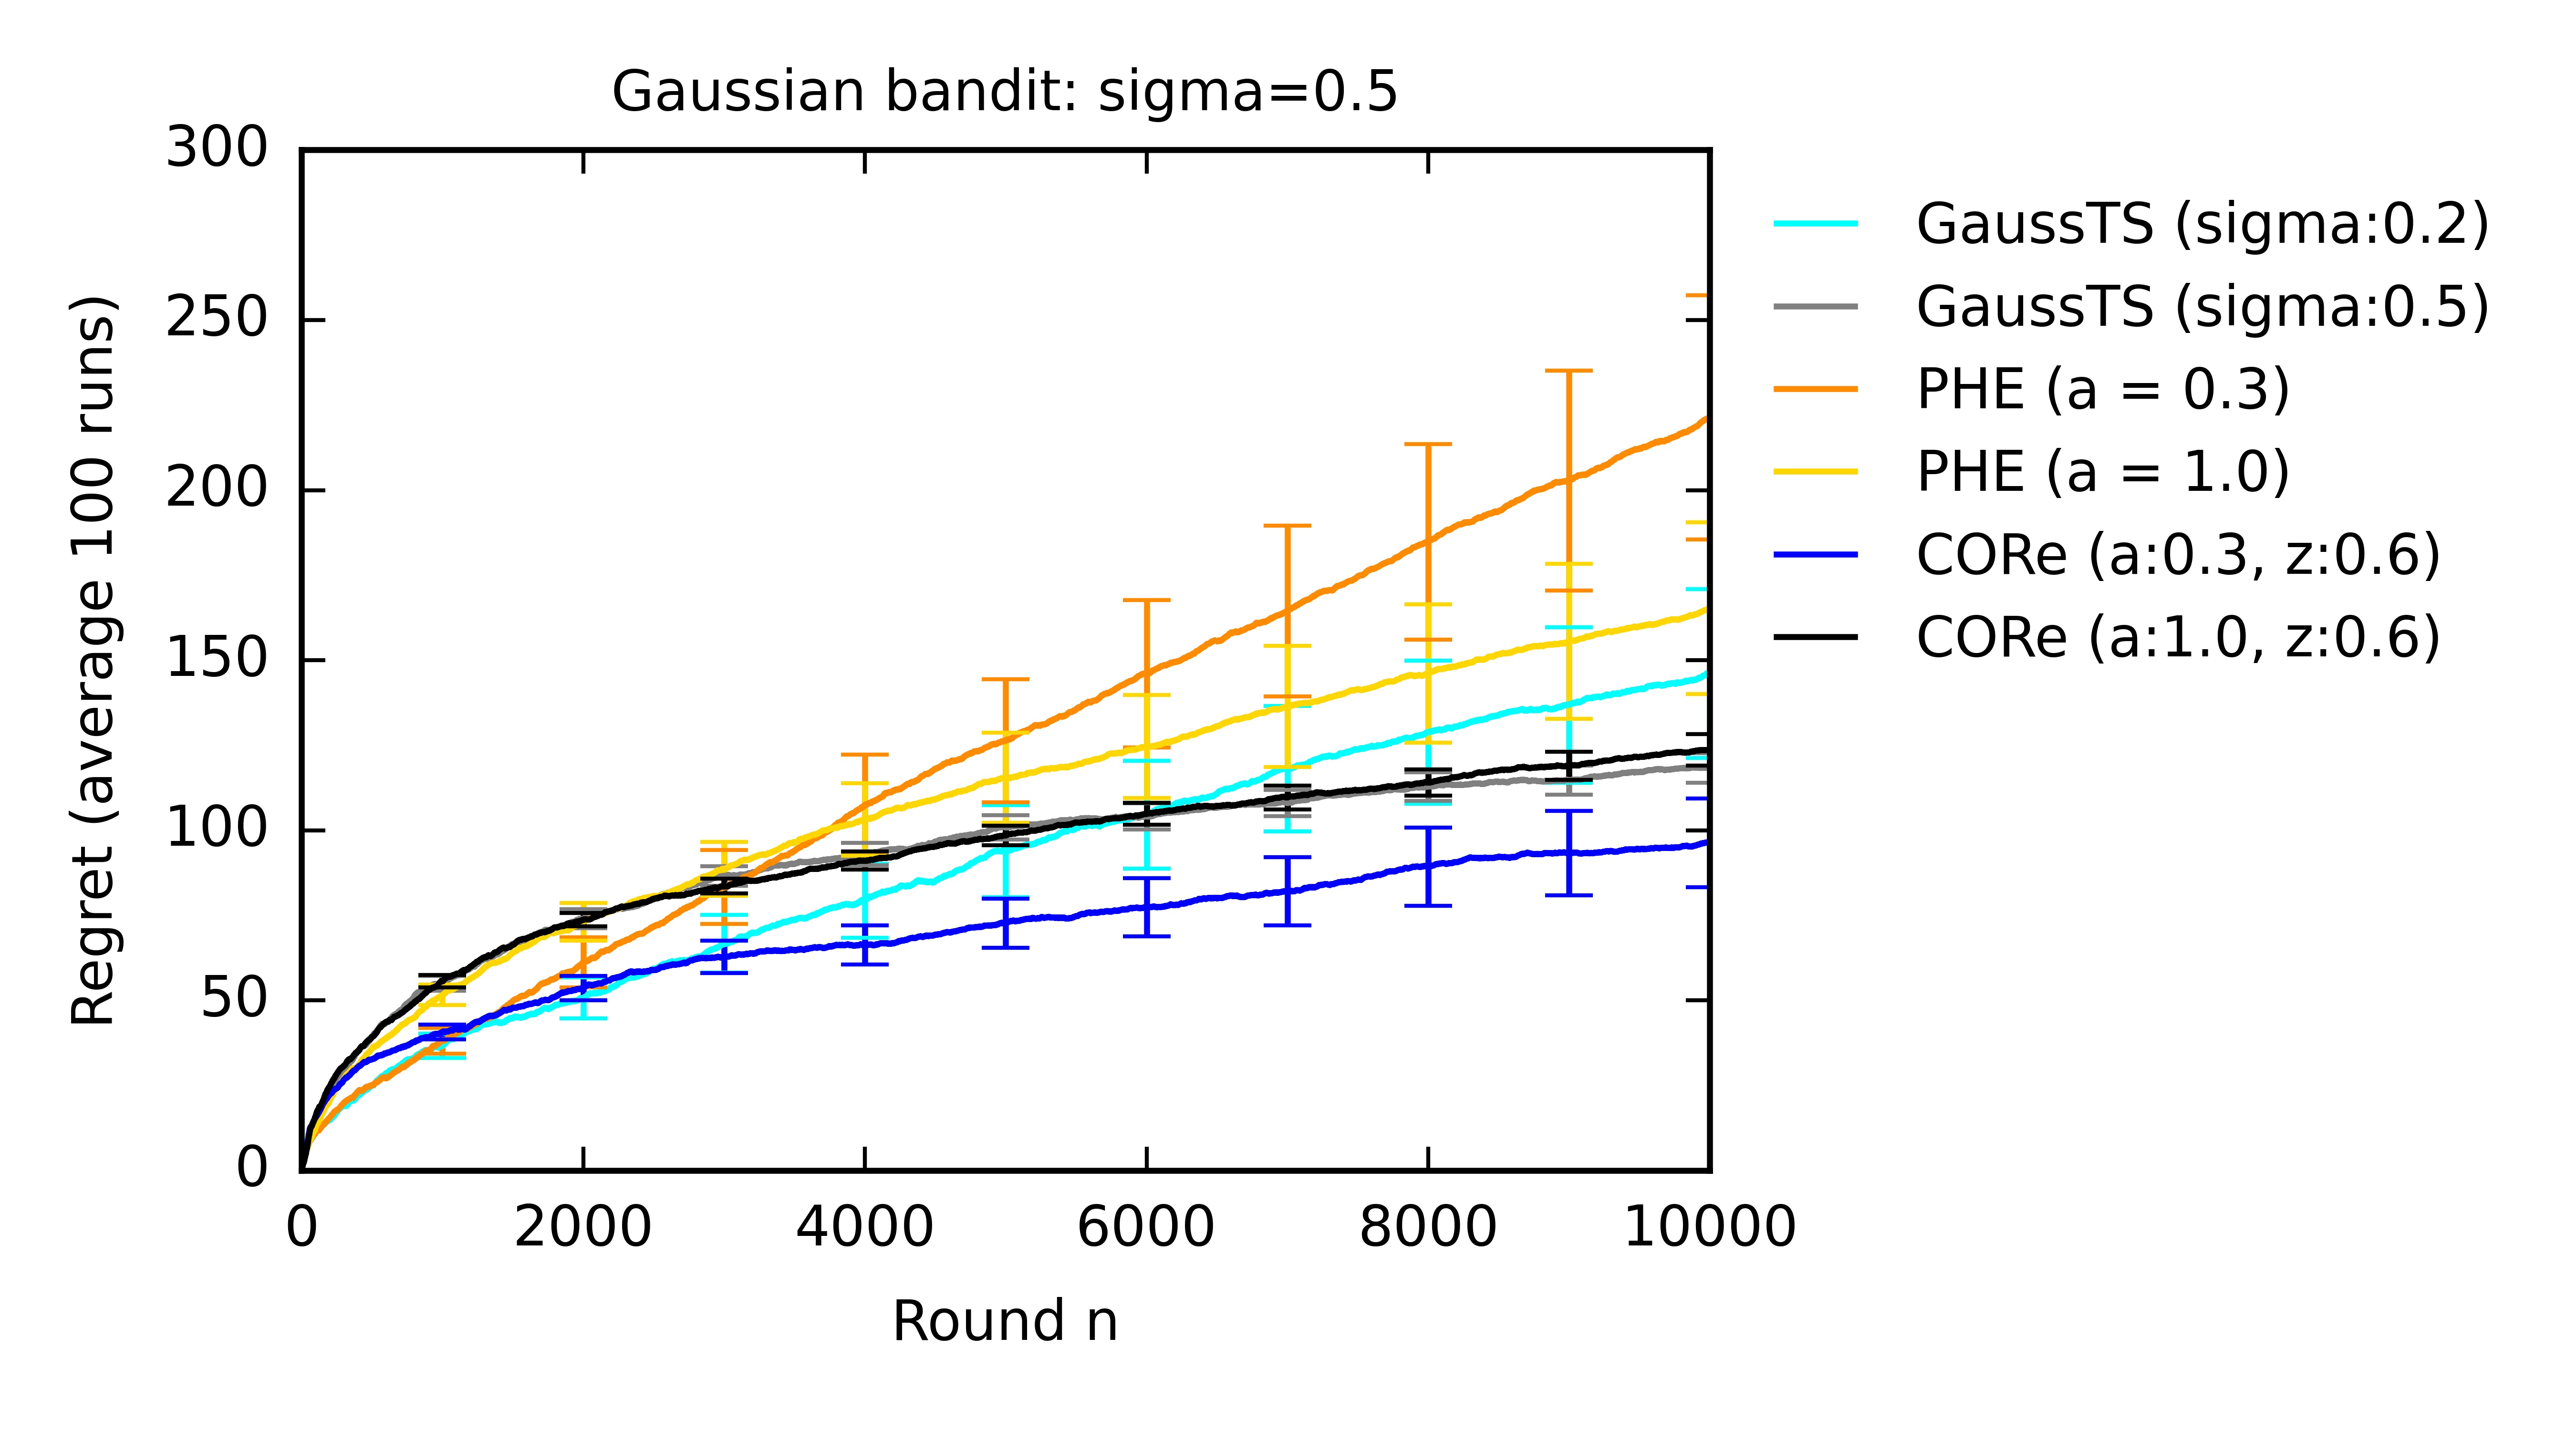 Gaussian bandit: sigma=0.5
300
250
200
150
100
50
0
Regret (average 100 runs)
0 2000 4000 6000 8000 10000
Round n
GaussTS (sigma:0.2)
GaussTS (sigma:0.5)
PHE (a = 0.3)
PHE (a = 1.0)
CORe (a:0.3, z:0.6)
CORe (a:1.0, z:0.6)